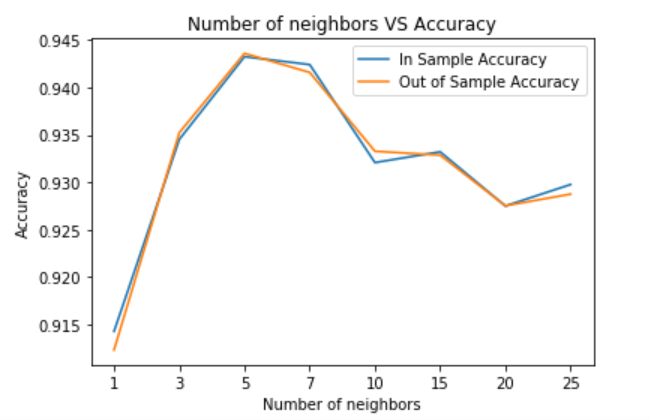 Number of neighbors VS Accuracy
In Sample Accuracy
Out of Sample Accuracy
Accuracy
0.945
0.940
0.935
0.930
0.925
0.920
0.915
1 3 5 7 10 15 20 25
Number of neighbors